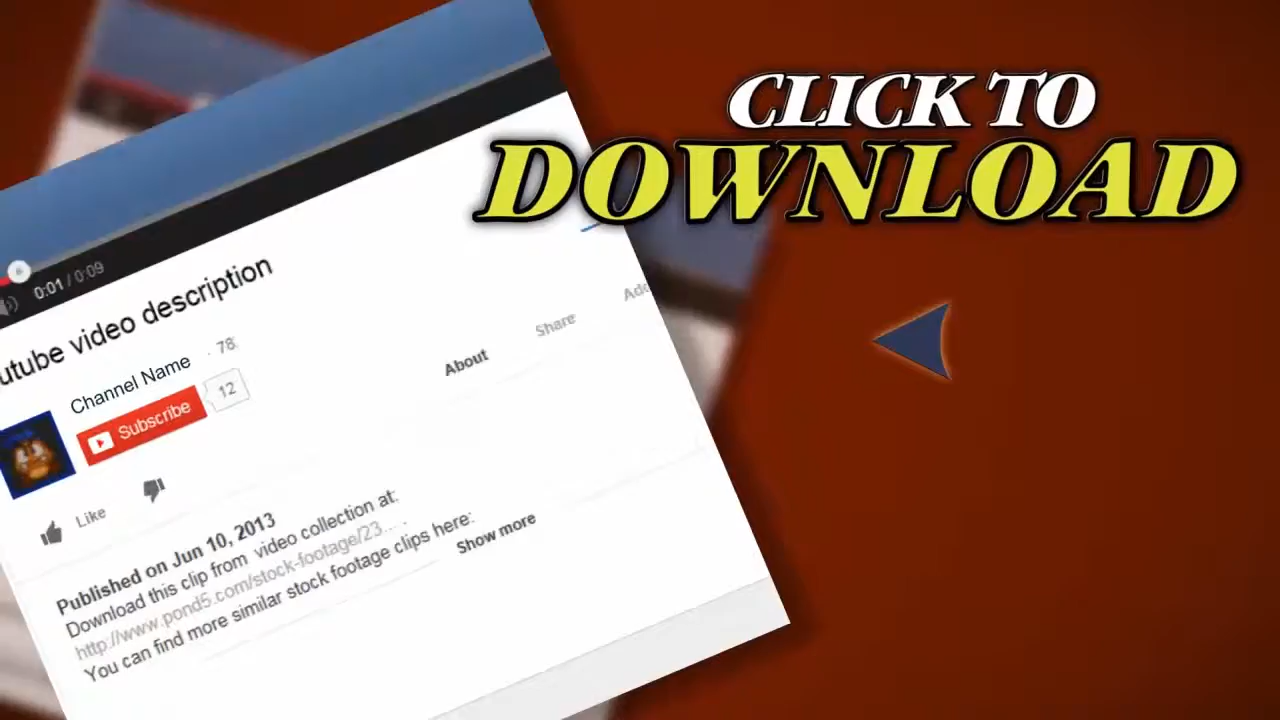 CLICK TO
DOWNLOAD
0:01 / 0:09
utube video description
Channel Name
78
Subscribe
12
About
Share
Add
Like
Published on Jun 10, 2013
Download this clip from video collection at:
http://www.pond5.com/stock-footage/23...
You can find more similar stock footage clips here:
Show more